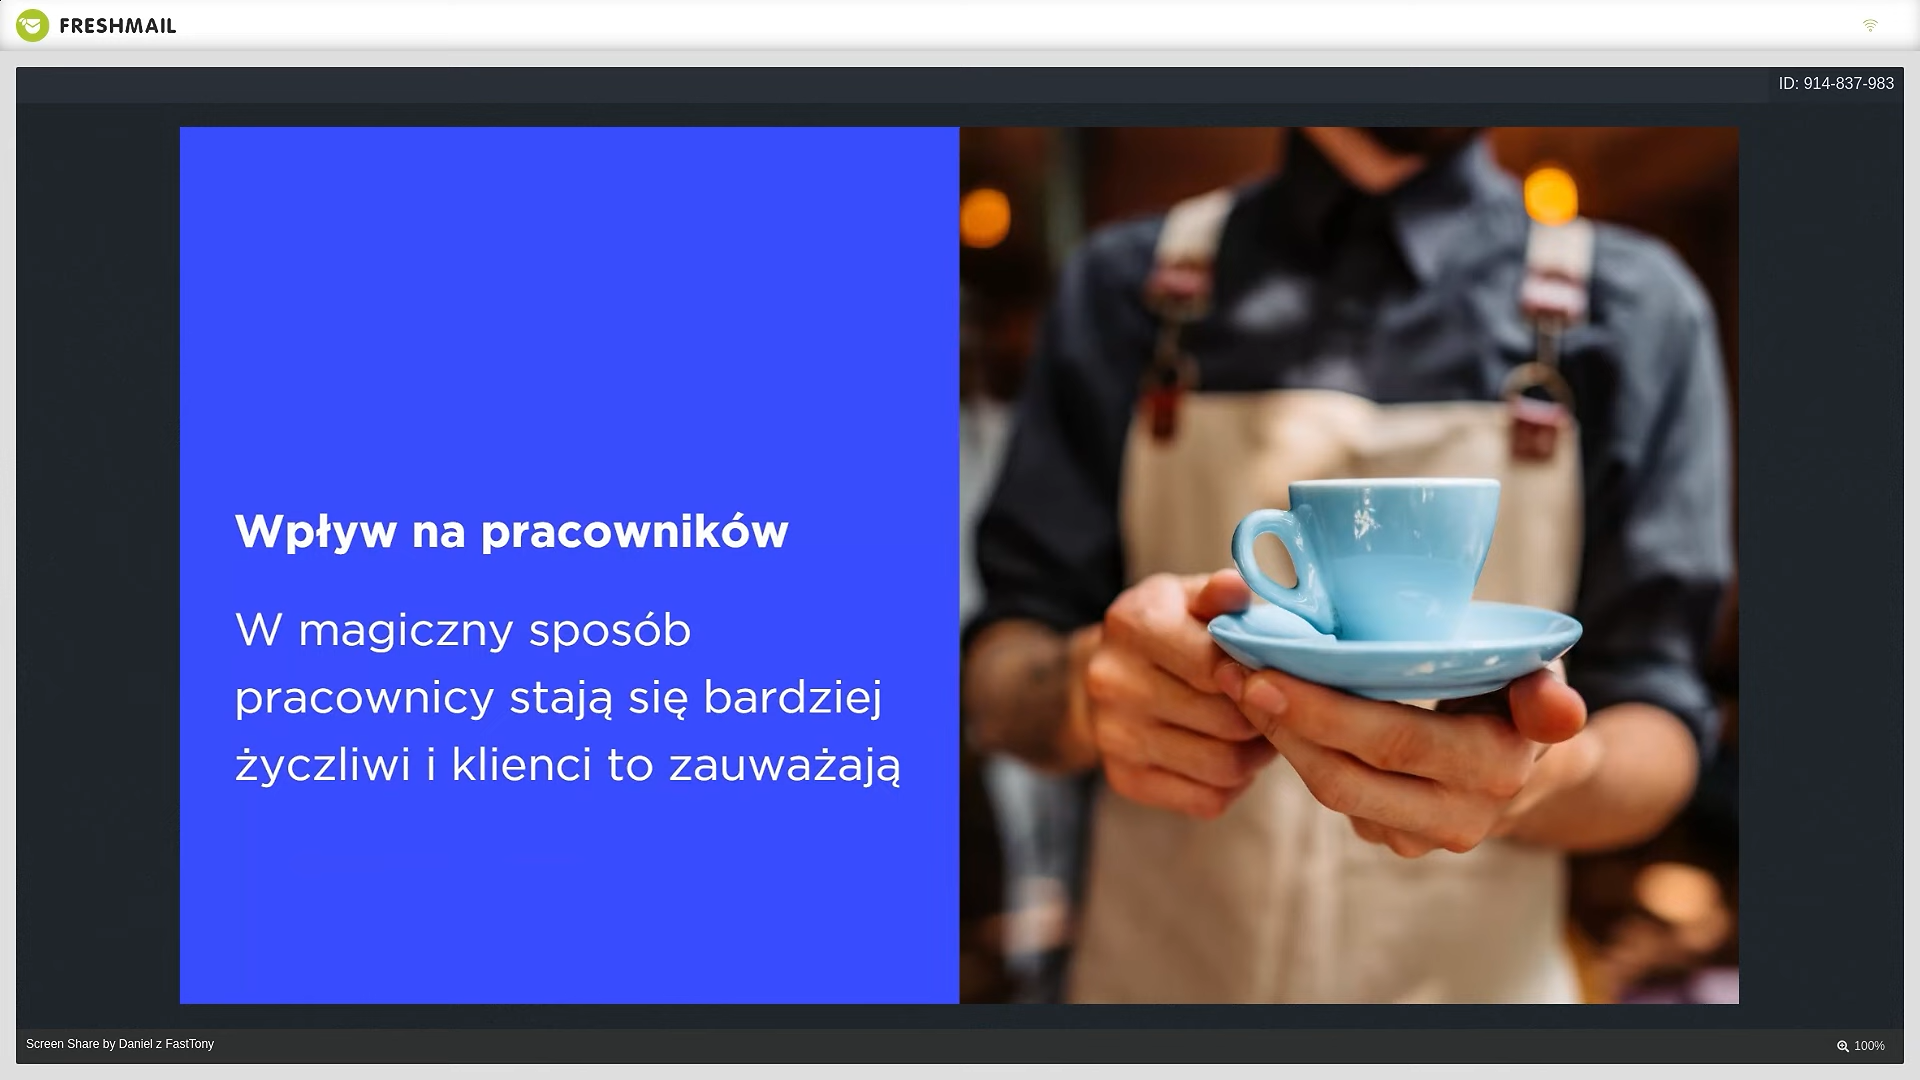 FRESHMAIL
ID: 914-837-983
Wpływ na pracowników
W magiczny sposób
pracownicy stają się bardziej
życzliwi i klienci to zauważają
Screen Share by Daniel z FastTony
100%